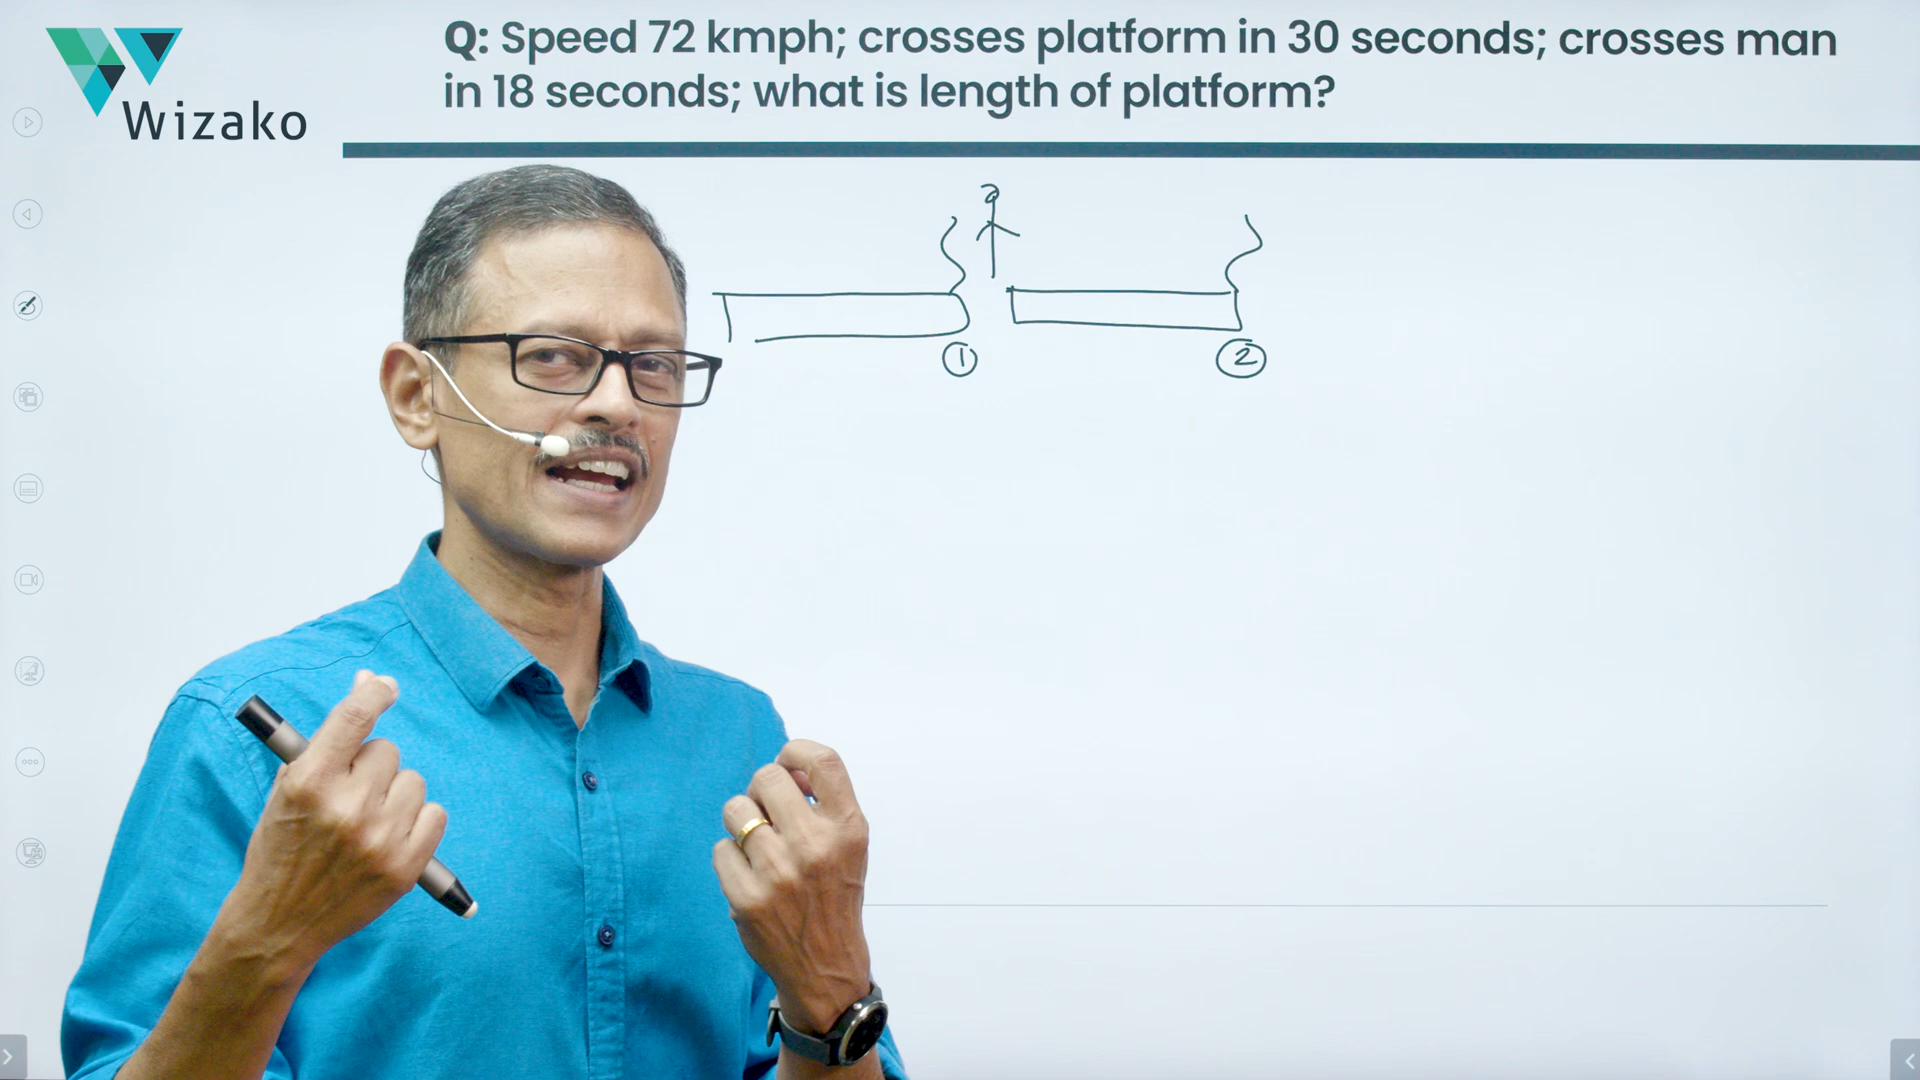 Wizako
Q: Speed 72 kmph; crosses platform in 30 seconds; crosses man
in 18 seconds; what is length of platform?
1
2